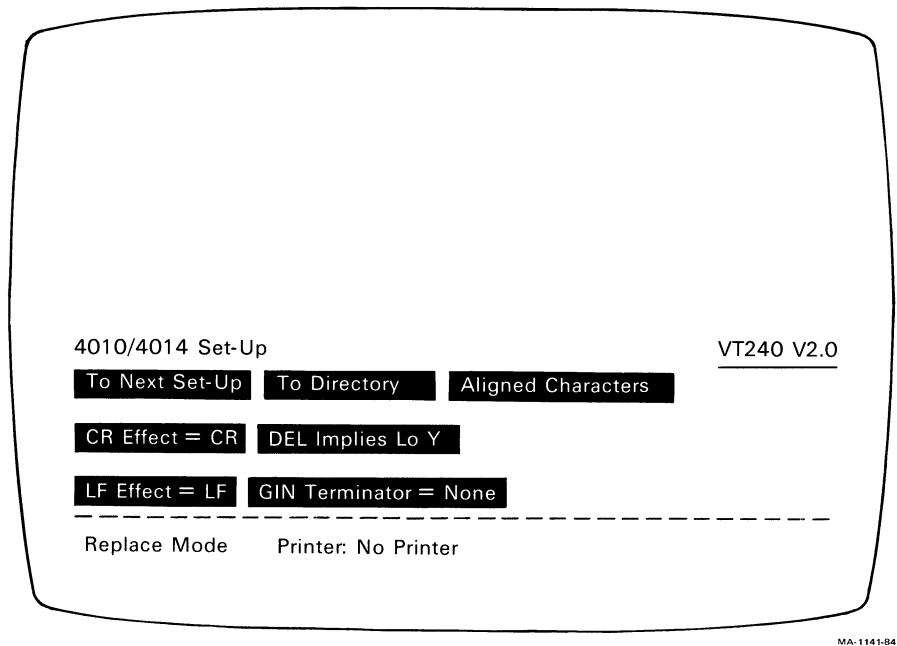 4010/4014 Set-Up VT240 V2.0
To Next Set-Up To Directory Aligned Characters
CR Effect = CR DEL Implies Lo Y
LF Effect = LF GIN Terminator = None
Replace Mode Printer: No Printer
MA-1141-84